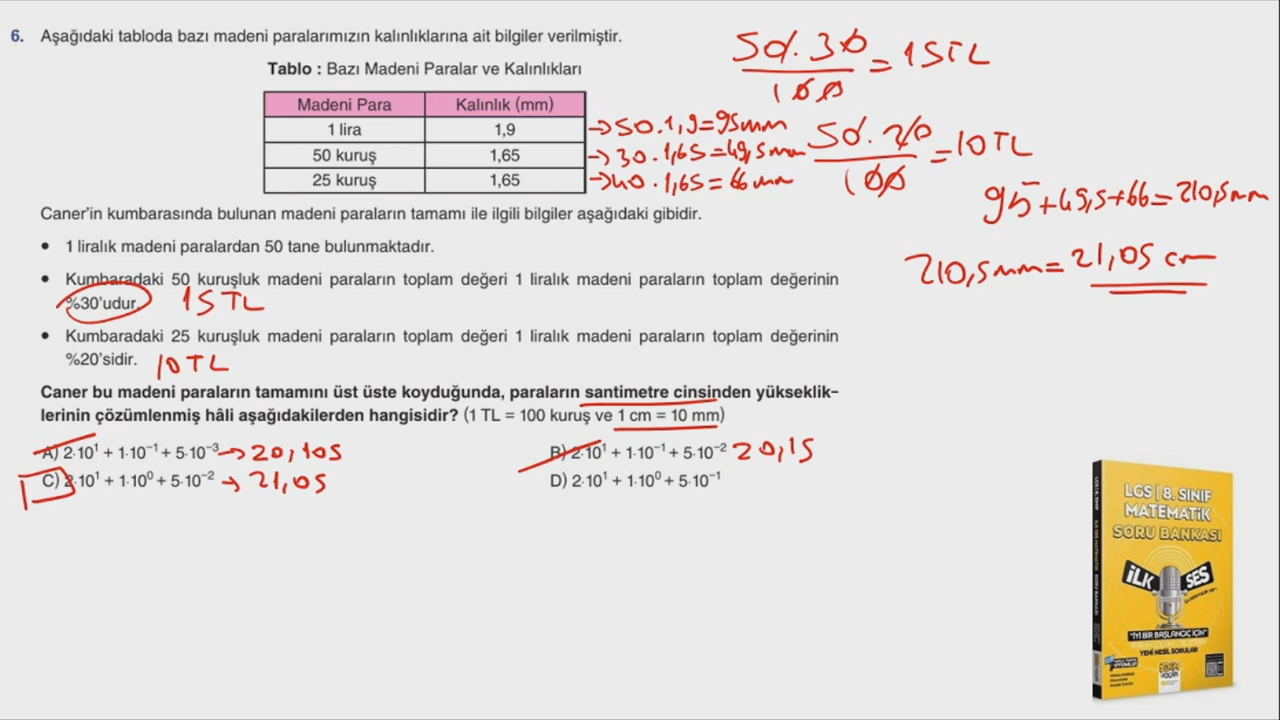 6. Aşağıdaki tabloda bazı madeni paralarımızın kalınlıklarına ait bilgiler verilmiştir.
Tablo : Bazı Madeni Paralar ve Kalınlıkları
Madeni Para Kalınlık (mm)
1 lira 1,9 →50.1,9=95mm
50 kuruş 1,65 →30.1,65=49,5mm
25 kuruş 1,65 →40.1,65=66mm
50.30
100 =15TL
50.20
100 =10TL
95+49,5+66=210,5mm
210,5mm=21,05 cm
Caner'in kumbarasında bulunan madeni paraların tamamı ile ilgili bilgiler aşağıdaki gibidir.
• 1 liralık madeni paralardan 50 tane bulunmaktadır.
• Kumbaradaki 50 kuruşluk madeni paraların toplam değeri 1 liralık madeni paraların toplam değerinin
%30'udur. 15TL
• Kumbaradaki 25 kuruşluk madeni paraların toplam değeri 1 liralık madeni paraların toplam değerinin
%20'sidir. 10TL
Caner bu madeni paraların tamamını üst üste koyduğunda, paraların santimetre cinsinden yükseklik-
lerinin çözümlenmiş hâli aşağıdakilerden hangisidir? (1 TL = 100 kuruş ve 1 cm = 10 mm)
A) 2·10¹ + 1·10⁻¹ + 5·10⁻³ →20,105
B) 2·10¹ + 1·10⁻¹ + 5·10⁻² 20,15
C) 2·10¹ + 1·10⁰ + 5·10⁻² → 21,05
D) 2·10¹ + 1·10⁰ + 5·10⁻¹
LGS | 8. SINIF
MATEMATİK
SORU BANKASI
İLK SES
"İYİ BİR BAŞLANGIÇ İÇİN"
YENİ NESİL SORULAR